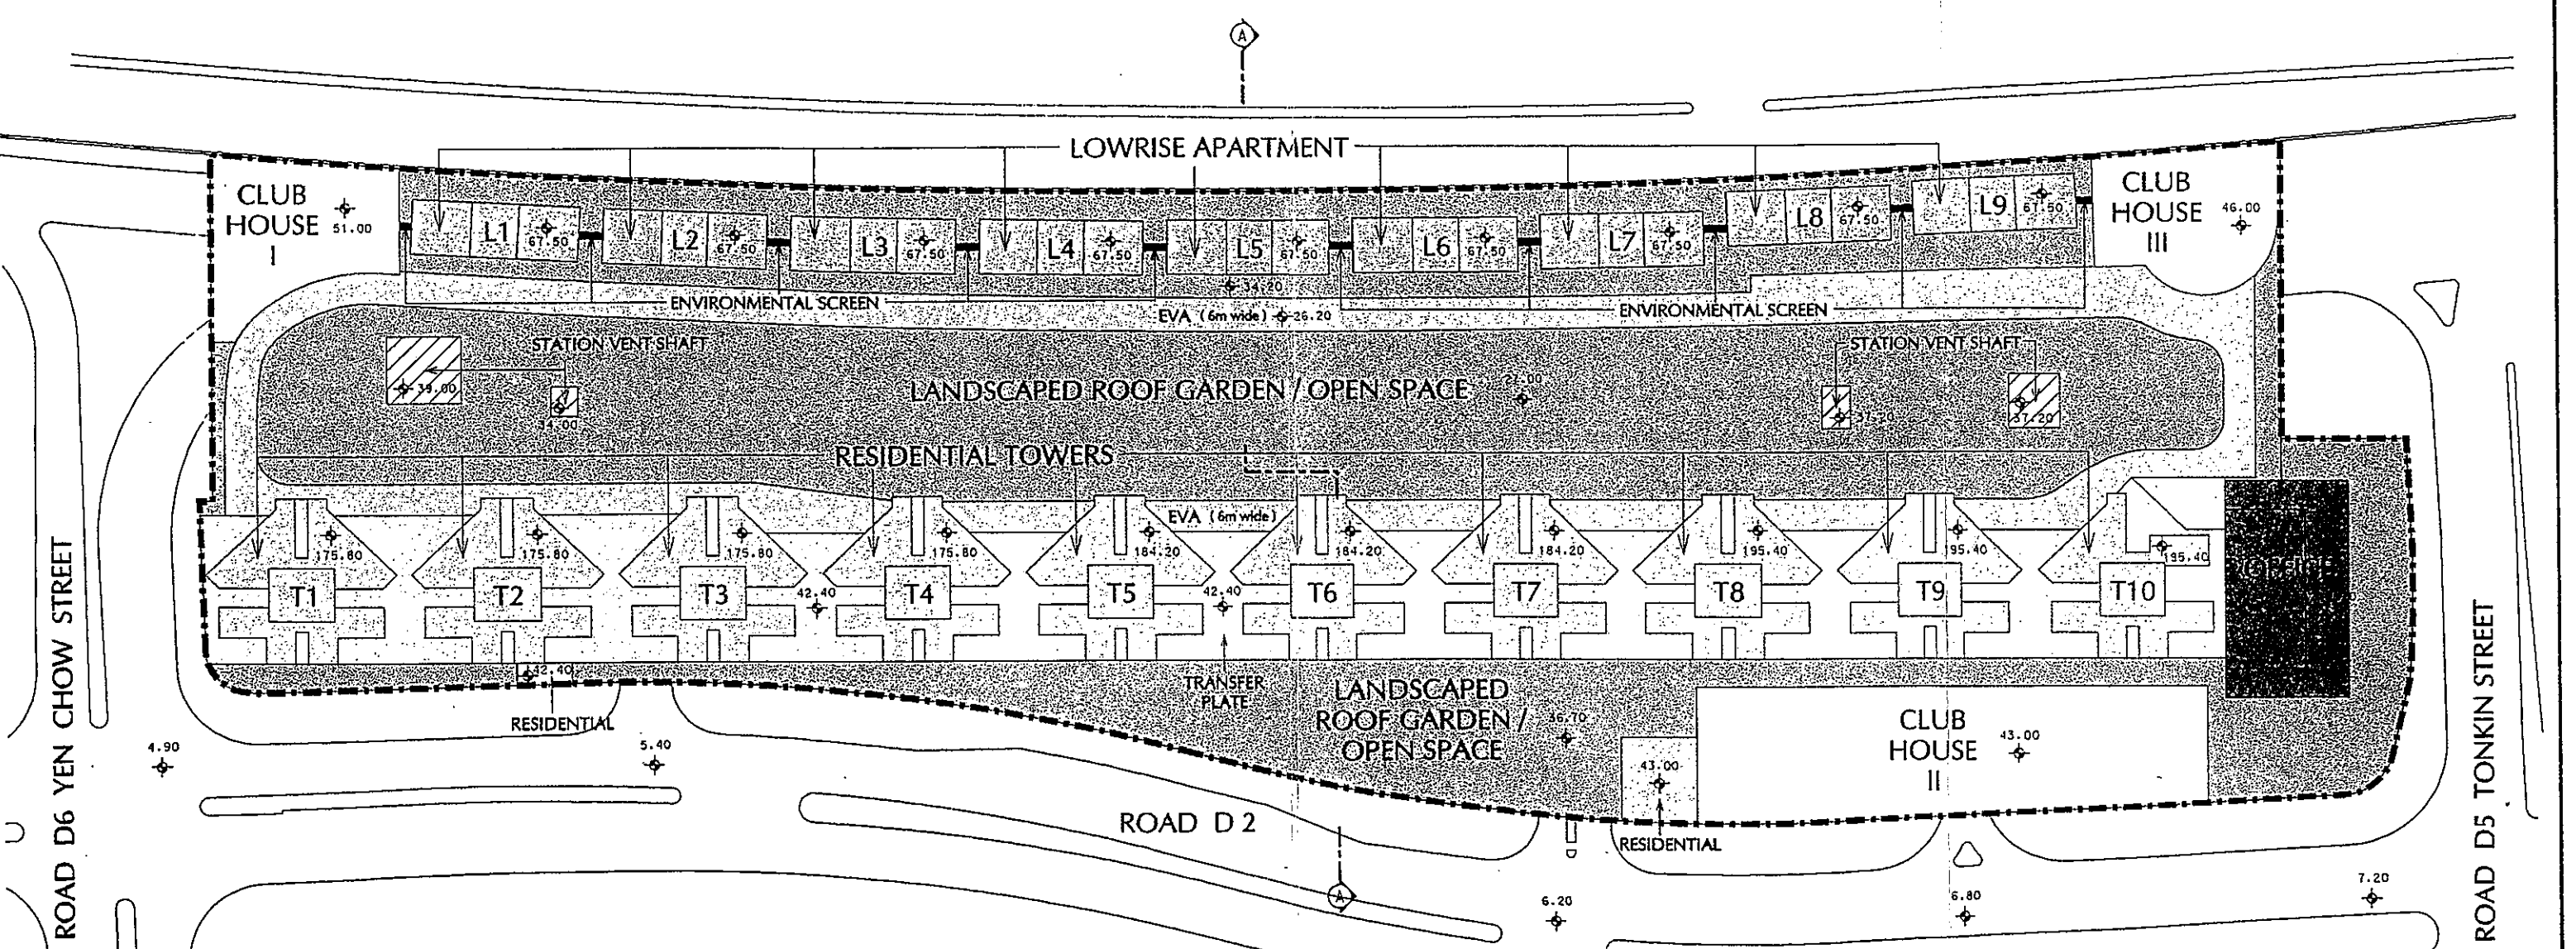 A
LOWRISE APARTMENT
CLUB
HOUSE
I
51.00
L1
67.50
L2
67.50
L3
67.50
L4
67.50
L5
67.50
L6
67.50
L7
67.50
L8
67.50
L9
67.50
CLUB
HOUSE
III
46.00
34.20
ENVIRONMENTAL SCREEN
EVA (6m wide)
26.20
ENVIRONMENTAL SCREEN
STATION VENT SHAFT
39.00
34.00
LANDSCAPED ROOF GARDEN / OPEN SPACE
STATION VENT SHAFT
37.20
37.20
RESIDENTIAL TOWERS
EVA (6m wide)
175.80
175.80
175.80
175.80
184.20
184.20
184.20
195.40
195.40
195.40
OFFICE
T1
T2
T3
42.40
T4
T5
42.40
T6
T7
T8
T9
T10
42.40
RESIDENTIAL
TRANSFER
PLATE
LANDSCAPED
ROOF GARDEN /
OPEN SPACE
36.70
43.00
RESIDENTIAL
CLUB
HOUSE
II
43.00
ROAD D6 YEN CHOW STREET
4.90
5.40
ROAD D2
A
6.20
6.80
7.20
ROAD D5 TONKIN STREET